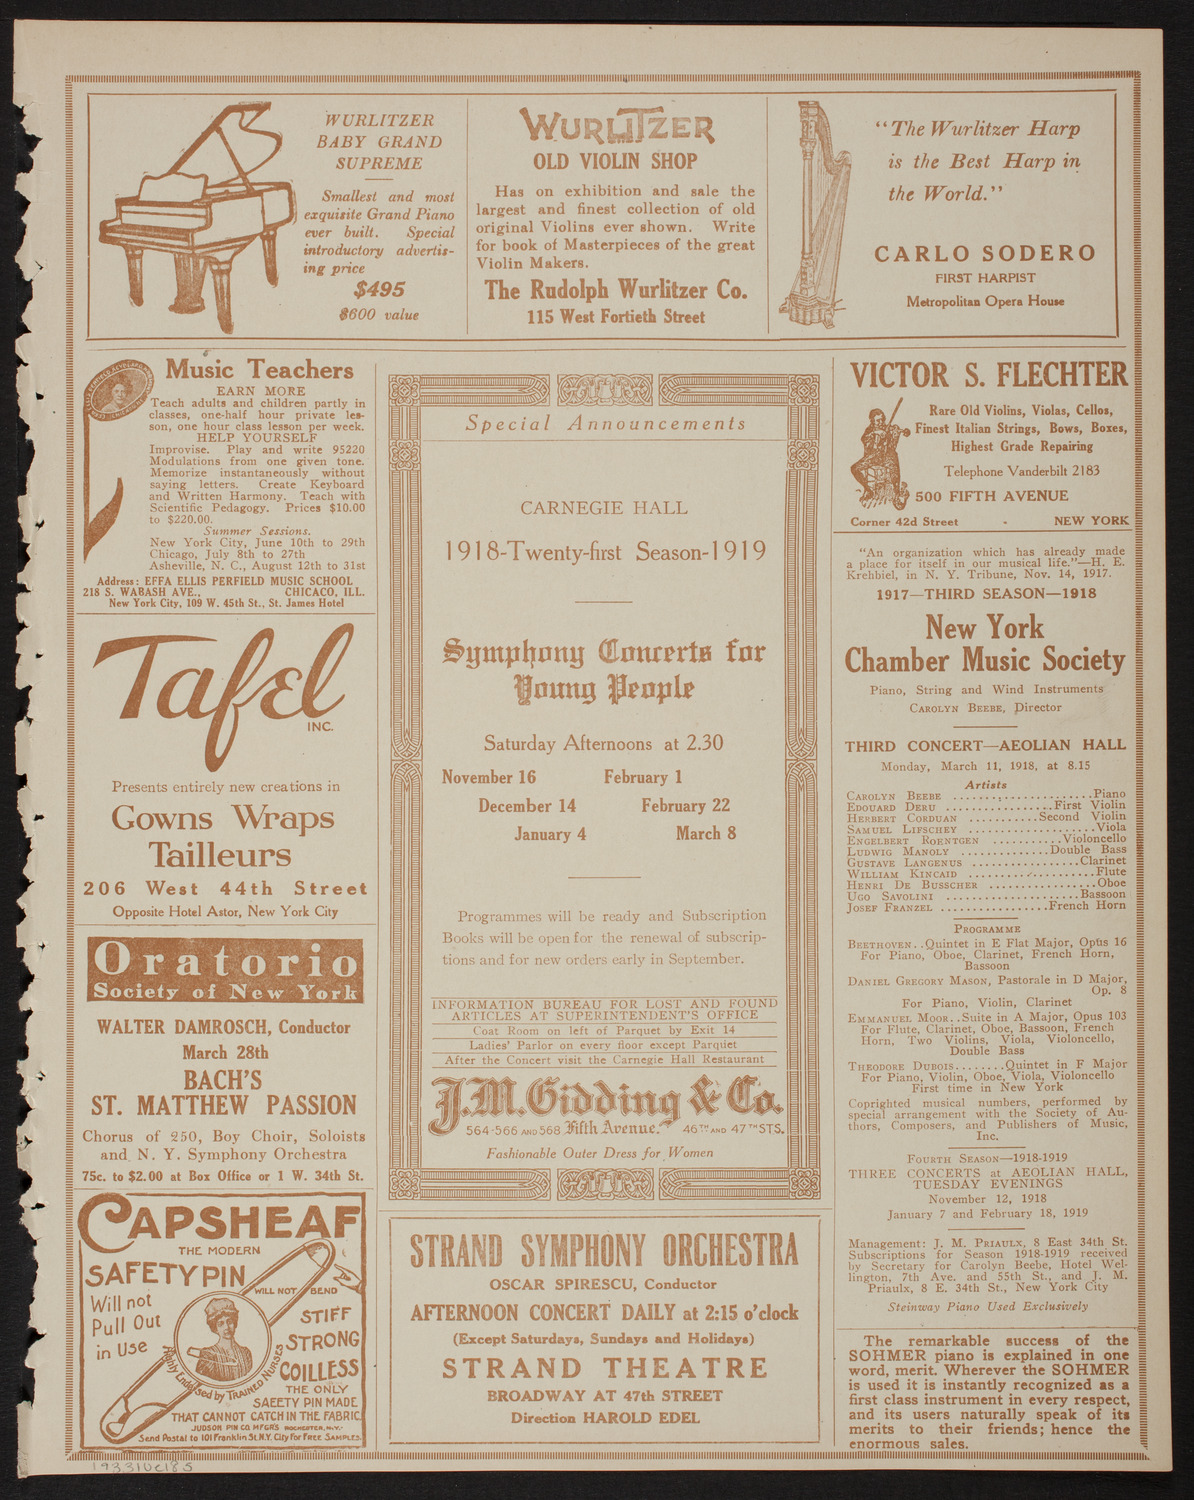 WURLITZER
BABY GRAND
SUPREME
Smallest and most
exquisite Grand Piano
ever built. Special
introductory advertis-
ing price
$495
$600 value
WURLITZER
OLD VIOLIN SHOP
Has on exhibition and sale the
largest and finest collection of old
original Violins ever shown. Write
for book of Masterpieces of the great
Violin Makers.
The Rudolph Wurlitzer Co.
115 West Fortieth Street
"The Wurlitzer Harp
is the Best Harp in
the World."
CARLO SODERO
FIRST HARPIST
Metropolitan Opera House
Music Teachers
EARN MORE
Teach adults and children partly in
classes, one-half hour private les-
son, one hour class lesson per week.
HELP YOURSELF
Improvise. Play and write 95220
Modulations from one given tone.
Memorize instantaneously without
saying letters. Create Keyboard
and Written Harmony. Teach with
Scientific Pedagogy. Prices $10.00
to $220.00.
Summer Sessions.
New York City, June 10th to 29th
Chicago, July 8th to 27th
Asheville, N. C., August 12th to 31st
Address: EFFA ELLIS PERFIELD MUSIC SCHOOL
218 S. WABASH AVE., CHICACO, ILL.
New York City, 109 W. 45th St., St. James Hotel
Tafel
INC.
Presents entirely new creations in
Gowns Wraps
Tailleurs
206 West 44th Street
Opposite Hotel Astor, New York City
Oratorio
Society of New York
WALTER DAMROSCH, Conductor
March 28th
BACH'S
ST. MATTHEW PASSION
Chorus of 250, Boy Choir, Soloists
and N. Y. Symphony Orchestra
75c. to $2.00 at Box Office or 1 W. 34th St.
CAPSHEAF
THE MODERN
SAFETY PIN
WILL NOT BEND
Will not
Pull Out
in Use
STIFF
STRONG
COILLESS
Highly Endorsed by TRAINED NURSES
THE ONLY
SAFETY PIN MADE
THAT CANNOT CATCH IN THE FABRIC.
JUDSON PIN CO. MFGRS ROCHESTER, N.Y.
Send Postal to 101 Franklin St. N.Y. City For FREE SAMPLES.
Special Announcements
CARNEGIE HALL
1918-Twenty-first Season-1919
Symphony Concerts for
Young People
Saturday Afternoons at 2.30
November 16 February 1
December 14 February 22
January 4 March 8
Programmes will be ready and Subscription
Books will be open for the renewal of subscrip-
tions and for new orders early in September.
INFORMATION BUREAU FOR LOST AND FOUND
ARTICLES AT SUPERINTENDENT'S OFFICE
Coat Room on left of Parquet by Exit 14
Ladies' Parlor on every floor except Parquet
After the Concert visit the Carnegie Hall Restaurant
J.M. Gidding & Co.
564-566 AND 568 Fifth Avenue. 46TH AND 47TH STS.
Fashionable Outer Dress for Women
STRAND SYMPHONY ORCHESTRA
OSCAR SPIRESCU, Conductor
AFTERNOON CONCERT DAILY at 2:15 o'clock
(Except Saturdays, Sundays and Holidays)
STRAND THEATRE
BROADWAY AT 47th STREET
Direction HAROLD EDEL
VICTOR S. FLECHTER
Rare Old Violins, Violas, Cellos,
Finest Italian Strings, Bows, Boxes,
Highest Grade Repairing
Telephone Vanderbilt 2183
500 FIFTH AVENUE
Corner 42d Street - NEW YORK
"An organization which has already made
a place for itself in our musical life."—H. E.
Krehbiel, in N. Y. Tribune, Nov. 14, 1917.
1917—THIRD SEASON—1918
New York
Chamber Music Society
Piano, String and Wind Instruments
CAROLYN BEEBE, Director
THIRD CONCERT—AEOLIAN HALL
Monday, March 11, 1918, at 8.15
Artists
CAROLYN BEEBE ......................Piano
EDOUARD DERU .................First Violin
HERBERT CORDUAN ...........Second Violin
SAMUEL LIFSCHEY ....................Viola
ENGELBERT ROENTGEN ...........Violoncello
LUDWIG MANOLY ..............Double Bass
GUSTAVE LANGENUS .................Clarinet
WILLIAM KINCAID ....................Flute
HENRI DE BUSSCHER .................Oboe
UGO SAVOLINI .....................Bassoon
JOSEF FRANZEL .................French Horn
PROGRAMME
BEETHOVEN..Quintet in E Flat Major, Optis 16
For Piano, Oboe, Clarinet, French Horn,
Bassoon
DANIEL GREGORY MASON, Pastorale in D Major,
Op. 8
For Piano, Violin, Clarinet
EMMANUEL MOOR..Suite in A Major, Opus 103
For Flute, Clarinet, Oboe, Bassoon, French
Horn, Two Violins, Viola, Violoncello,
Double Bass
THEODORE DUBOIS........Quintet in F Major
For Piano, Violin, Oboe, Viola, Violoncello
First time in New York
Coprighted musical numbers, performed by
special arrangement with the Society of Au-
thors, Composers, and Publishers of Music,
Inc.
FOURTH SEASON—1918-1919
THREE CONCERTS at AEOLIAN HALL,
TUESDAY EVENINGS
November 12, 1918
January 7 and February 18, 1919
Management: J. M. PRIAULX, 8 East 34th St.
Subscriptions for Season 1918-1919 received
by Secretary for Carolyn Beebe, Hotel Wel-
lington, 7th Ave. and 55th St., and J. M.
Priaulx, 8 E. 34th St., New York City
Steinway Piano Used Exclusively
The remarkable success of the
SOHMER piano is explained in one
word, merit. Wherever the SOHMER
is used it is instantly recognized as a
first class instrument in every respect,
and its users naturally speak of its
merits to their friends; hence the
enormous sales.